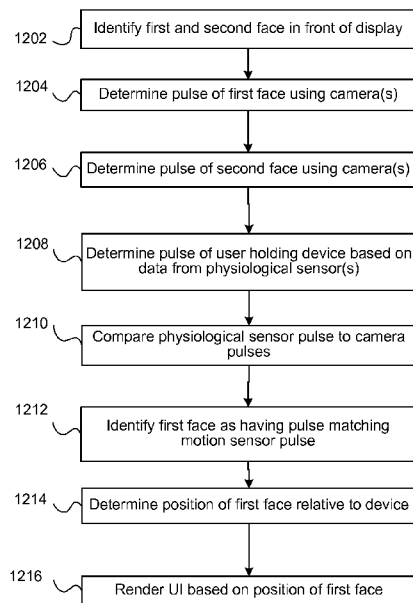 1202
Identify first and second face in front of display
1204
Determine pulse of first face using camera(s)
1206
Determine pulse of second face using camera(s)
1208
Determine pulse of user holding device based on
data from physiological sensor(s)
1210
Compare physiological sensor pulse to camera
pulses
1212
Identify first face as having pulse matching
motion sensor pulse
1214
Determine position of first face relative to device
1216
Render UI based on position of first face